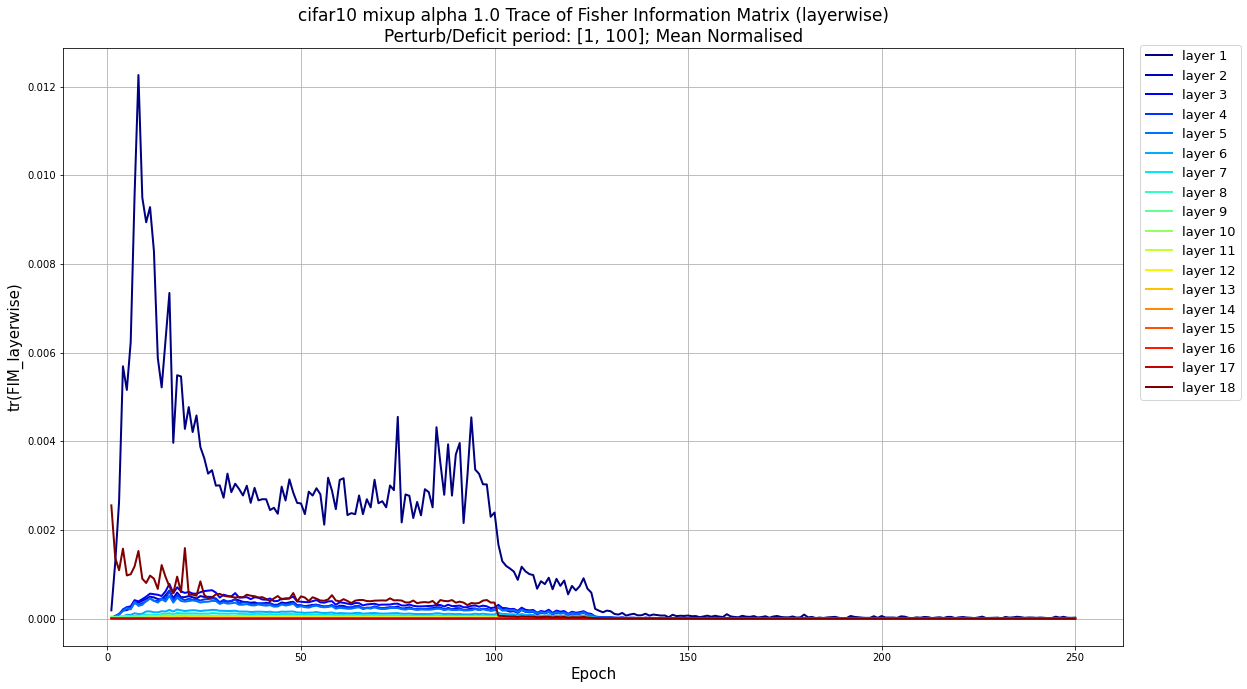 cifar10 mixup alpha 1.0 Trace of Fisher Information Matrix (layerwise)
Perturb/Deficit period: [1, 100]; Mean Normalised
tr(FIM_layerwise)
0.012
0.010
0.008
0.006
0.004
0.002
0.000
0
50
100
150
200
250
Epoch
layer 1
layer 2
layer 3
layer 4
layer 5
layer 6
layer 7
layer 8
layer 9
layer 10
layer 11
layer 12
layer 13
layer 14
layer 15
layer 16
layer 17
layer 18